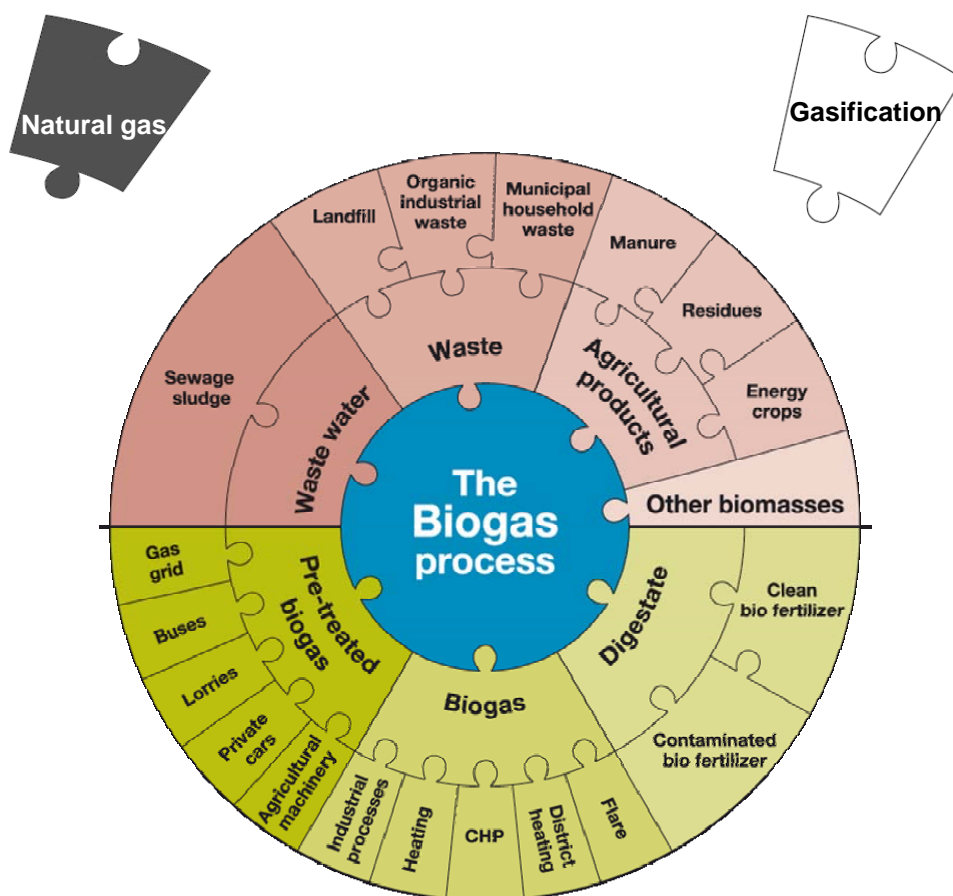 Natural gas
Gasification
Landfill
Organic
industrial
waste
Municipal
household
waste
Manure
Residues
Energy
crops
Sewage
sludge
Waste water
Waste
Agricultural
products
Other biomasses
The
Biogas
process
Gas
grid
Buses
Lorries
Private
cars
Agricultural
machinery
Pre-treated
biogas
Biogas
Digestate
Clean
bio fertilizer
Contaminated
bio fertilizer
Industrial
processes
Heating
CHP
District
heating
Flare